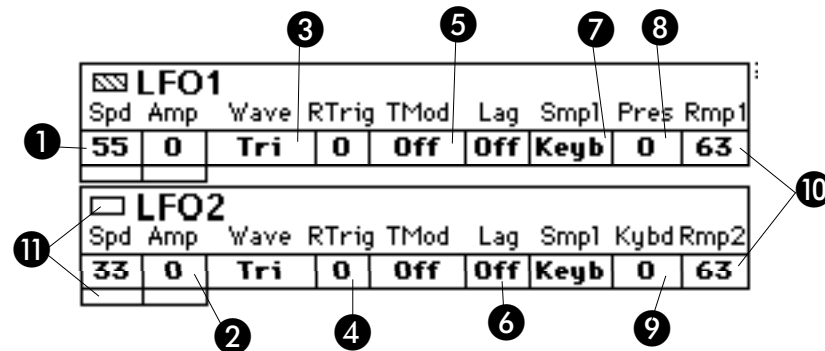 3 5 7 8
LFO1
Spd Amp Wave RTrig TMod Lag Smpl Pres Rmp1
1 55 0 Tri 0 Off Off Keyb 0 63
10
LFO2
11
Spd Amp Wave RTrig TMod Lag Smpl Kybd Rmp2
33 0 Tri 0 Off Off Keyb 0 63
2 4 6 9